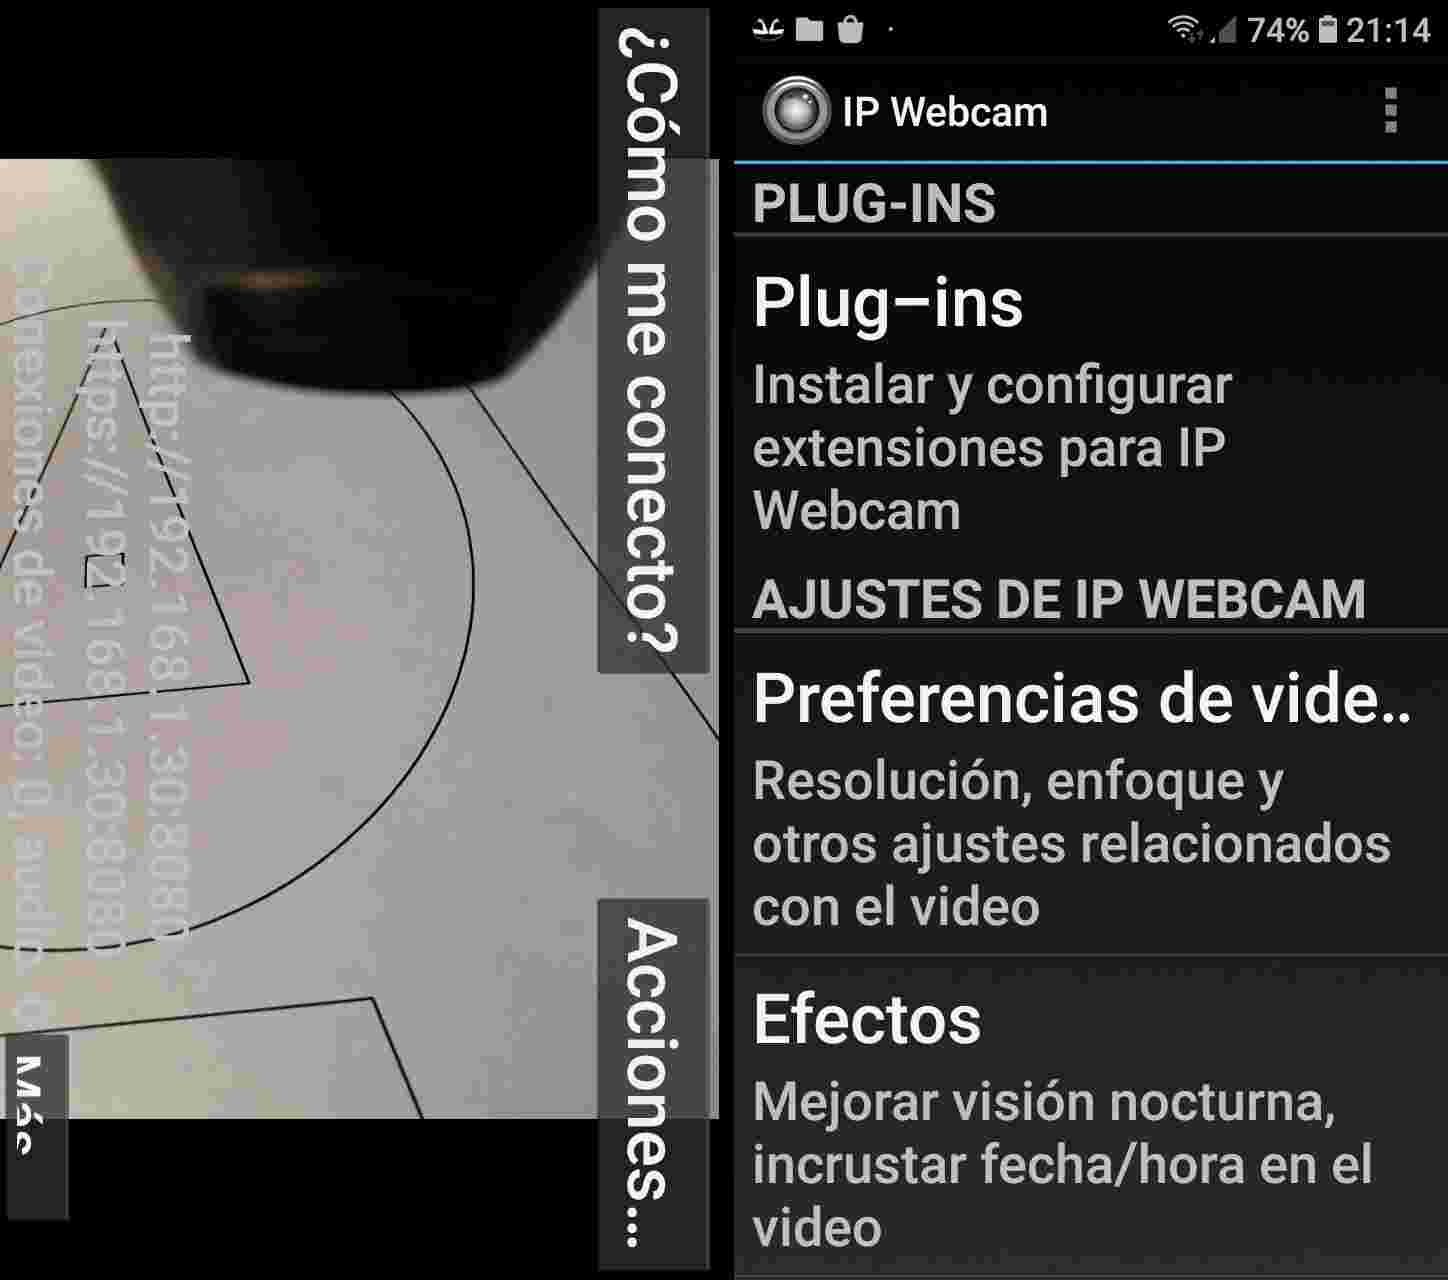 ¿Cómo me conecto?
Acciones...
http://192.168.1.30:8080
https://192.168.1.30:8080
Conexiones de video: 0, audio: 0
Más
74% 21:14
IP Webcam
PLUG-INS
Plug-ins
Instalar y configurar
extensiones para IP
Webcam
AJUSTES DE IP WEBCAM
Preferencias de vide..
Resolución, enfoque y
otros ajustes relacionados
con el video
Efectos
Mejorar visión nocturna,
incrustar fecha/hora en el
video